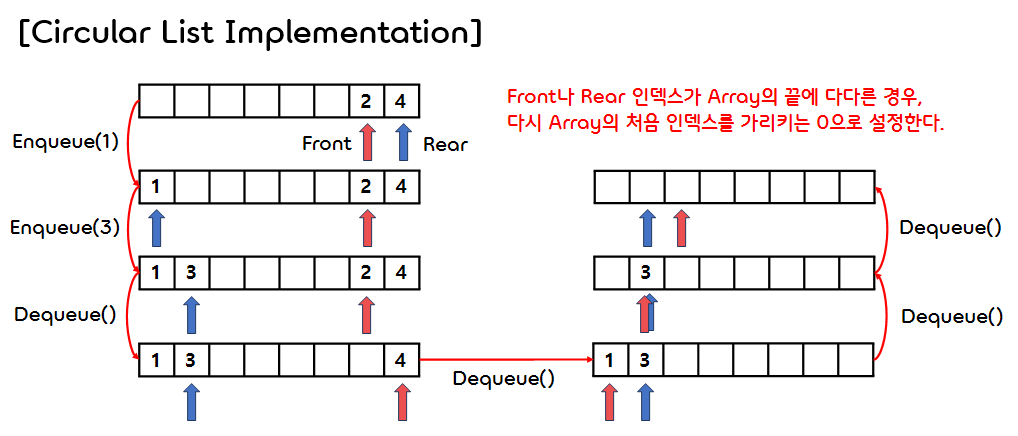 [Circular List Implementation]
Front나 Rear 인덱스가 Array의 끝에 다다른 경우,
다시 Array의 처음 인덱스를 가리키는 0으로 설정한다.
2 4
Enqueue(1)
Front Rear
1 2 4
Enqueue(3)
1 3 2 4
Dequeue()
1 3 4
Dequeue()
1 3
Dequeue()
3
Dequeue()